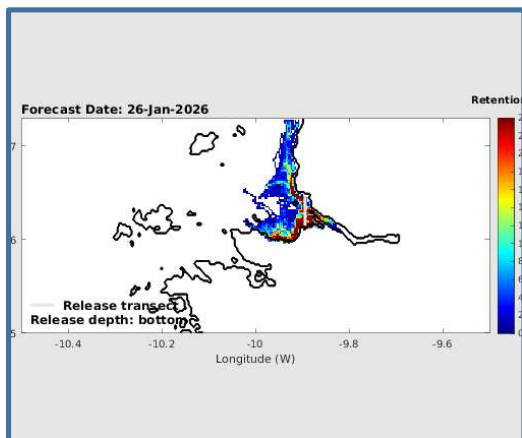 Retention
Forecast Date: 26-Jan-2026
7
6
5
Release transect
Release depth: bottom
-10.4 -10.2 -10 -9.8 -9.6
Longitude (W)